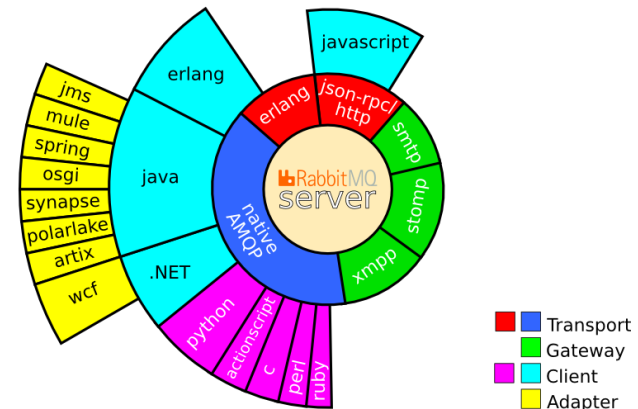 javascript
erlang
erlang
json-rpc/
http
jms
mule
spring
osgi
synapse
polarlake
artix
wcf
java
.NET
smtp
stomp
xmpp
RabbitMQ
server
native
AMQP
python
actionscript
c
perl
ruby
Transport
Gateway
Client
Adapter